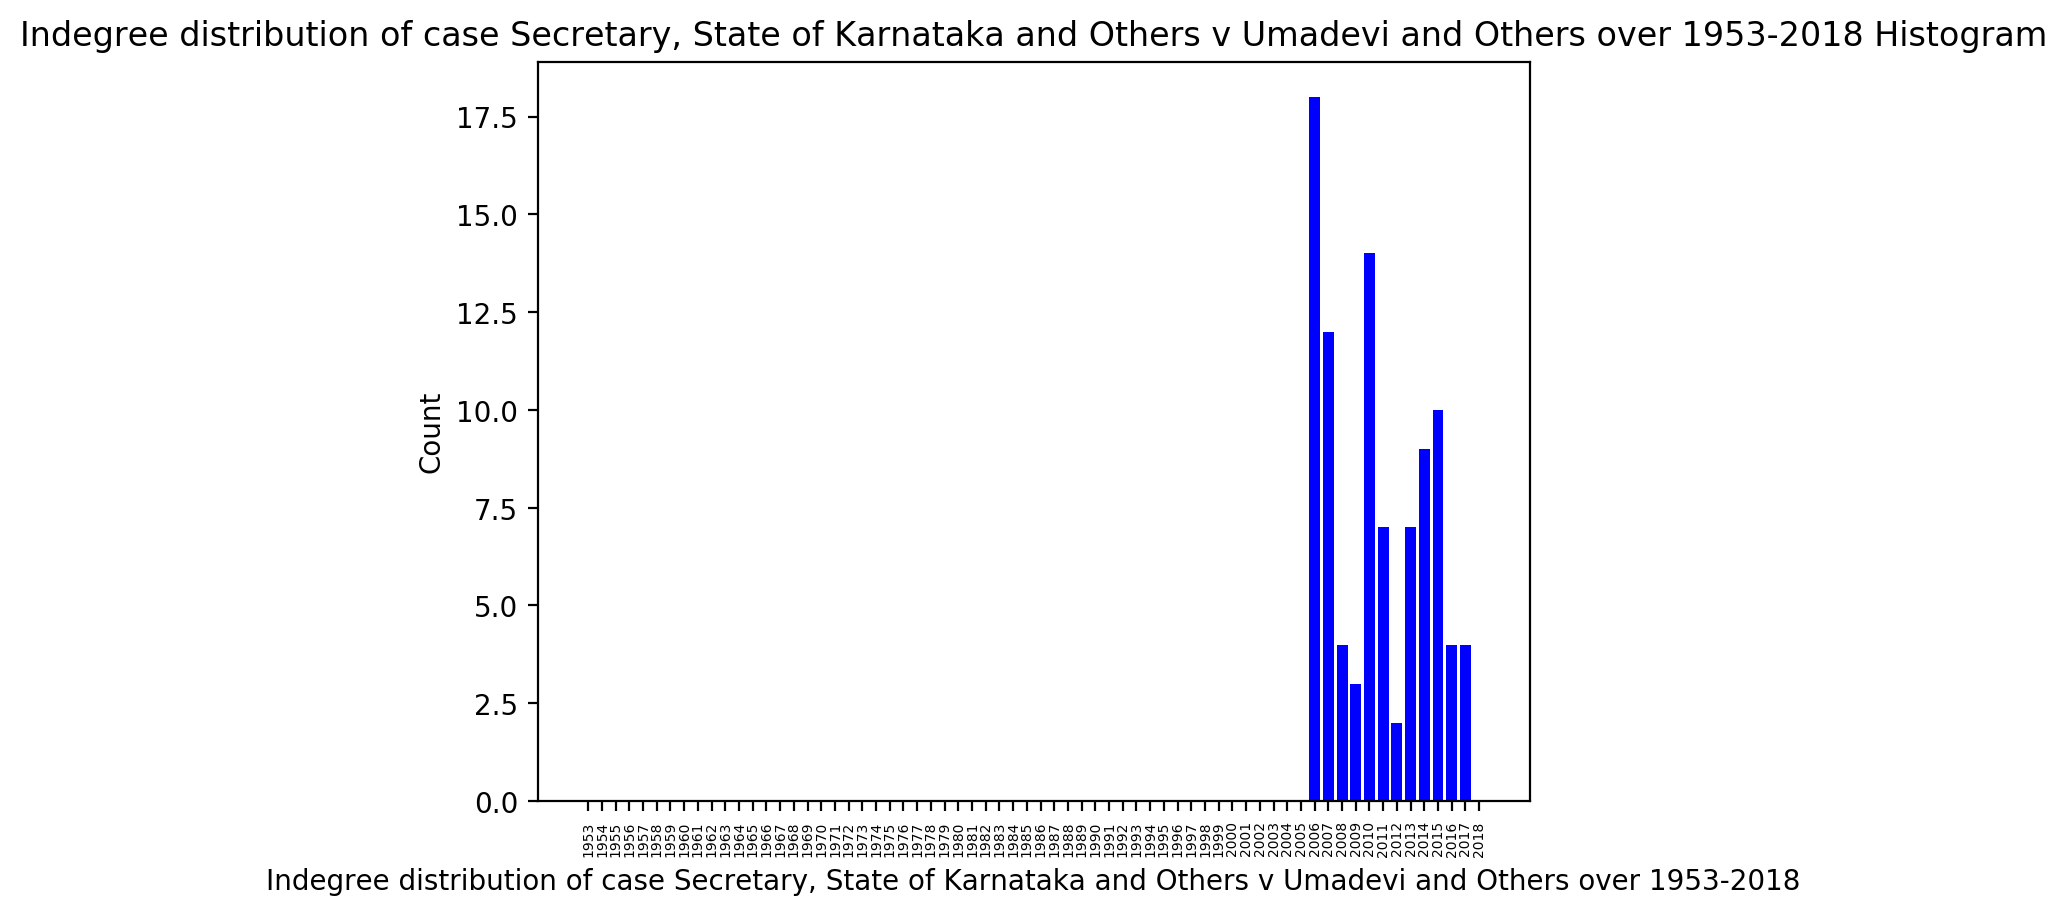 Indegree distribution of case Secretary, State of Karnataka and Others v Umadevi and Others over 1953-2018 Histogram
17.5
15.0
12.5
10.0
7.5
5.0
2.5
0.0
Count
1953 1954 1955 1956 1957 1958 1959 1960 1961 1962 1963 1964 1965 1966 1967 1968 1969 1970 1971 1972 1973 1974 1975 1976 1977 1978 1979 1980 1981 1982 1983 1984 1985 1986 1987 1988 1989 1990 1991 1992 1993 1994 1995 1996 1997 1998 1999 2000 2001 2002 2003 2004 2005 2006 2007 2008 2009 2010 2011 2012 2013 2014 2015 2016 2017 2018
Indegree distribution of case Secretary, State of Karnataka and Others v Umadevi and Others over 1953-2018